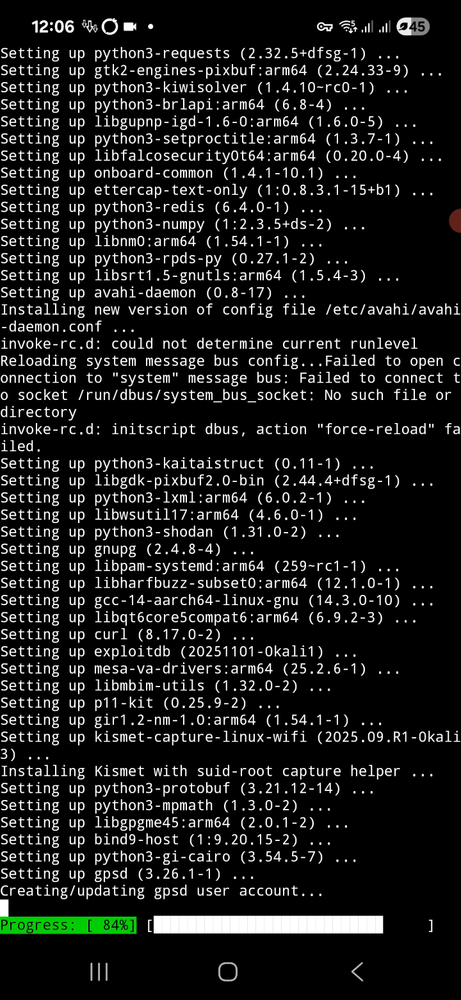 12:06 45
Setting up python3-requests (2.32.5+dfsg-1) ...
Setting up gtk2-engines-pixbuf:arm64 (2.24.33-9) ...
Setting up python3-kiwisolver (1.4.10~rc0-1) ...
Setting up python3-brlapi:arm64 (6.8-4) ...
Setting up libgupnp-igd-1.6-0:arm64 (1.6.0-5) ...
Setting up python3-setproctitle:arm64 (1.3.7-1) ...
Setting up libfalcosecurity0t64:arm64 (0.20.0-4) ...
Setting up onboard-common (1.4.1-10.1) ...
Setting up ettercap-text-only (1:0.8.3.1-15+b1) ...
Setting up python3-redis (6.4.0-1) ...
Setting up python3-numpy (1:2.3.5+ds-2) ...
Setting up libnm0:arm64 (1.54.1-1) ...
Setting up python3-rpds-py (0.27.1-2) ...
Setting up libsrt1.5-gnutls:arm64 (1.5.4-3) ...
Setting up avahi-daemon (0.8-17) ...
Installing new version of config file /etc/avahi/avahi
-daemon.conf ...
invoke-rc.d: could not determine current runlevel
Reloading system message bus config...Failed to open c
onnection to "system" message bus: Failed to connect t
o socket /run/dbus/system_bus_socket: No such file or
directory
invoke-rc.d: initscript dbus, action "force-reload" fa
iled.
Setting up python3-kaitaistruct (0.11-1) ...
Setting up libgdk-pixbuf2.0-bin (2.44.4+dfsg-1) ...
Setting up python3-lxml:arm64 (6.0.2-1) ...
Setting up libwsutil17:arm64 (4.6.0-1) ...
Setting up python3-shodan (1.31.0-2) ...
Setting up gnupg (2.4.8-4) ...
Setting up libpam-systemd:arm64 (259~rc1-1) ...
Setting up libharfbuzz-subset0:arm64 (12.1.0-1) ...
Setting up gcc-14-aarch64-linux-gnu (14.3.0-10) ...
Setting up libqt6core5compat6:arm64 (6.9.2-3) ...
Setting up curl (8.17.0-2) ...
Setting up exploitdb (20251101-0kali1) ...
Setting up mesa-va-drivers:arm64 (25.2.6-1) ...
Setting up libmbim-utils (1.32.0-2) ...
Setting up p11-kit (0.25.9-2) ...
Setting up gir1.2-nm-1.0:arm64 (1.54.1-1) ...
Setting up kismet-capture-linux-wifi (2025.09.R1-0kali
3) ...
Installing Kismet with suid-root capture helper ...
Setting up python3-protobuf (3.21.12-14) ...
Setting up python3-mpmath (1.3.0-2) ...
Setting up libgpgme45:arm64 (2.0.1-2) ...
Setting up bind9-host (1:9.20.15-2) ...
Setting up python3-gi-cairo (3.54.5-7) ...
Setting up gpsd (3.26.1-1) ...
Creating/updating gpsd user account...
Progress: [ 84%] [ ]